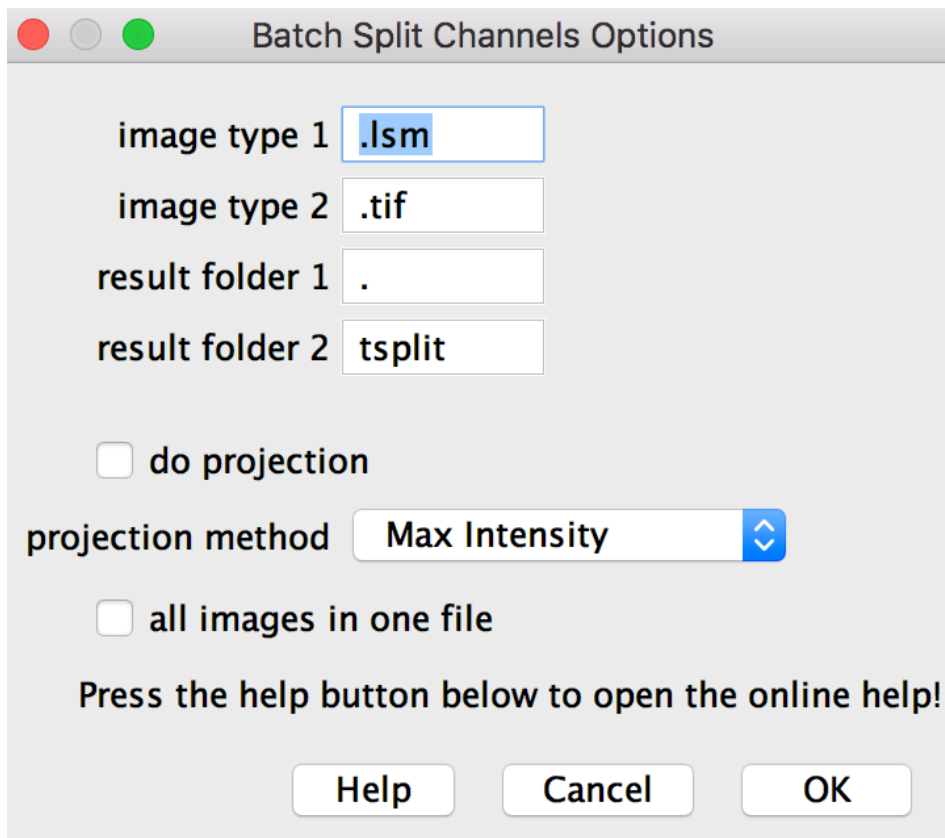 Batch Split Channels Options
image type 1 .lsm
image type 2 .tif
result folder 1 .
result folder 2 tsplit
do projection
projection method Max Intensity
all images in one file
Press the help button below to open the online help!
Help Cancel OK